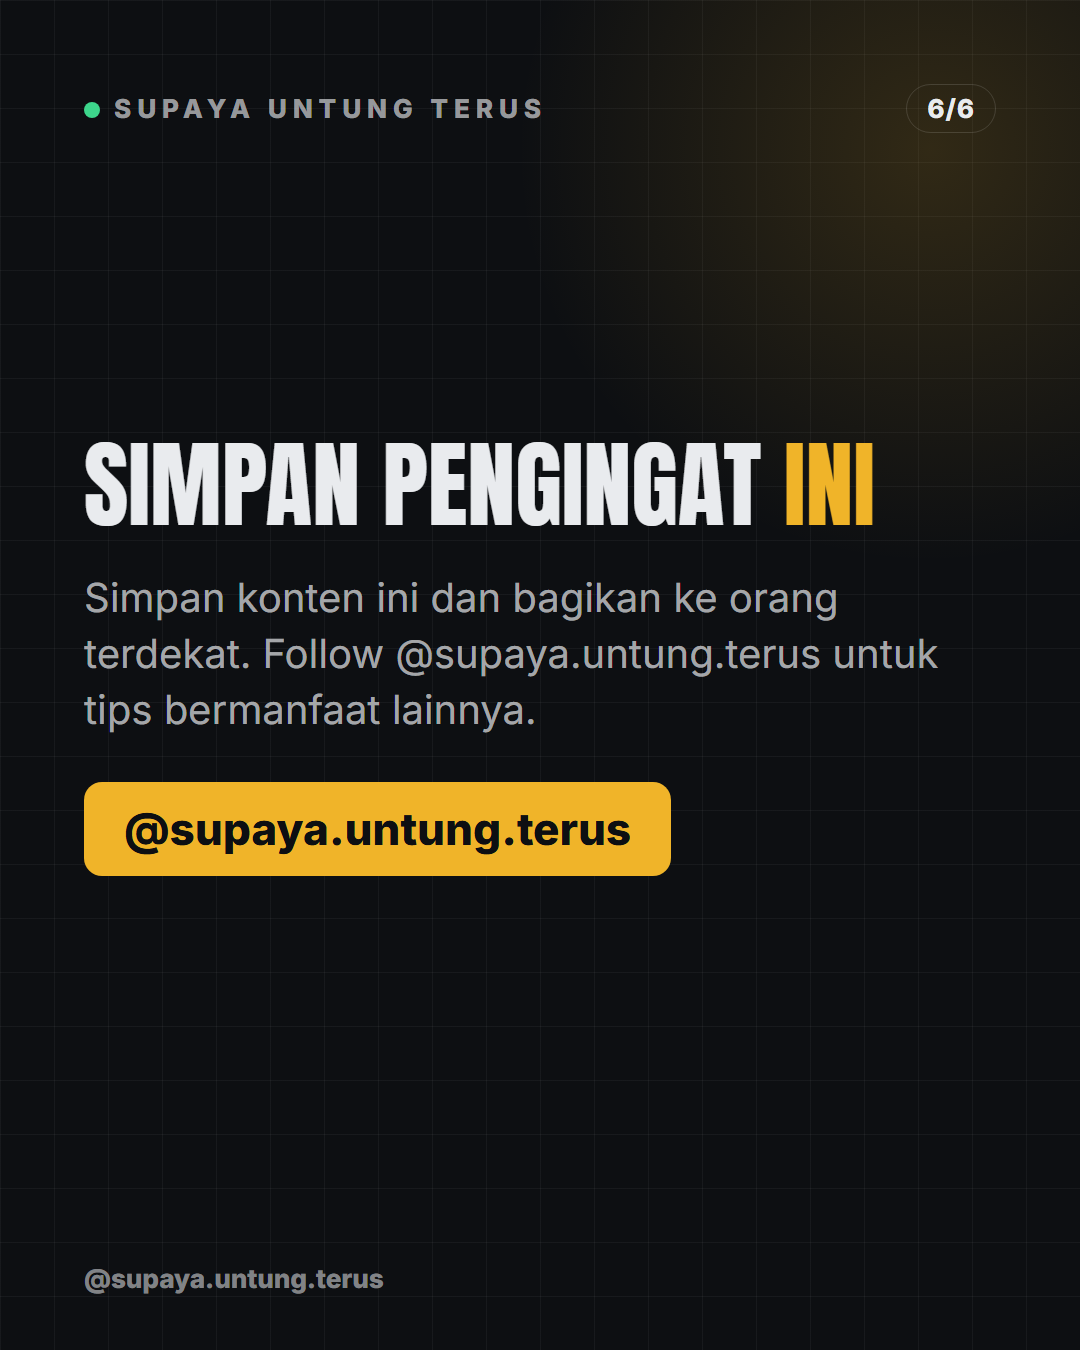 SUPAYA UNTUNG TERUS
6/6
SIMPAN PENGINGAT INI
Simpan konten ini dan bagikan ke orang
terdekat. Follow @supaya.untung.terus untuk
tips bermanfaat lainnya.
@supaya.untung.terus
@supaya.untung.terus